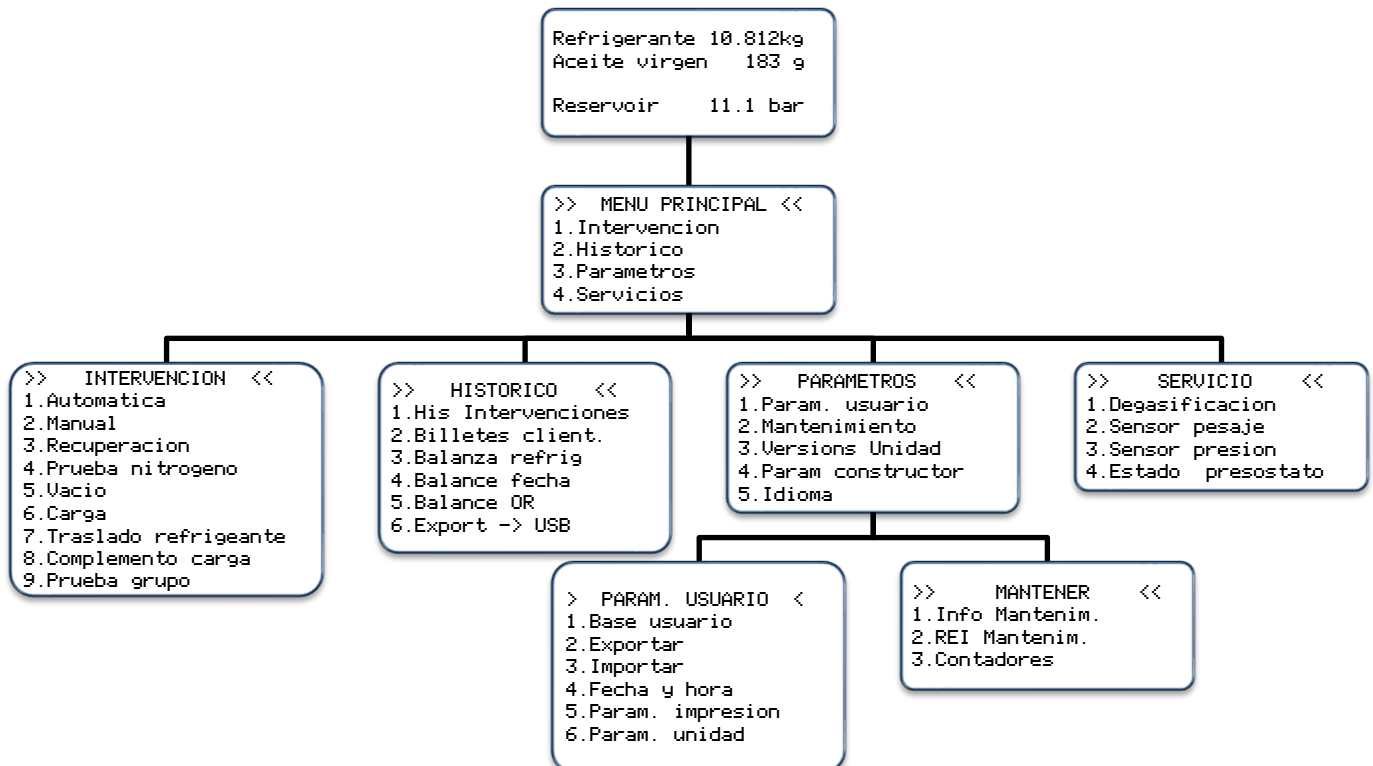 Refrigerante 10.812kg
Aceite virgen 183 g
Reservoir 11.1 bar
>> MENU PRINCIPAL <<
1.Intervencion
2.Historico
3.Parametros
4.Servicios
>> INTERVENCION <<
1.Automatica
2.Manual
3.Recuperacion
4.Prueba nitrogeno
5.Vacio
6.Carga
7.Traslado refrigeante
8.Complemento carga
9.Prueba grupo
>> HISTORICO <<
1.His Intervenciones
2.Billetes client.
3.Balanza refrig
4.Balance fecha
5.Balance OR
6.Export -> USB
>> PARAMETROS <<
1.Param. usuario
2.Mantenimiento
3.Versions Unidad
4.Param constructor
5.Idioma
>> SERVICIO <<
1.Degasificacion
2.Sensor pesaje
3.Sensor presion
4.Estado presostato
> PARAM. USUARIO <
1.Base usuario
2.Exportar
3.Importar
4.Fecha y hora
5.Param. impresion
6.Param. unidad
>> MANTENER <<
1.Info Mantenim.
2.REI Mantenim.
3.Contadores